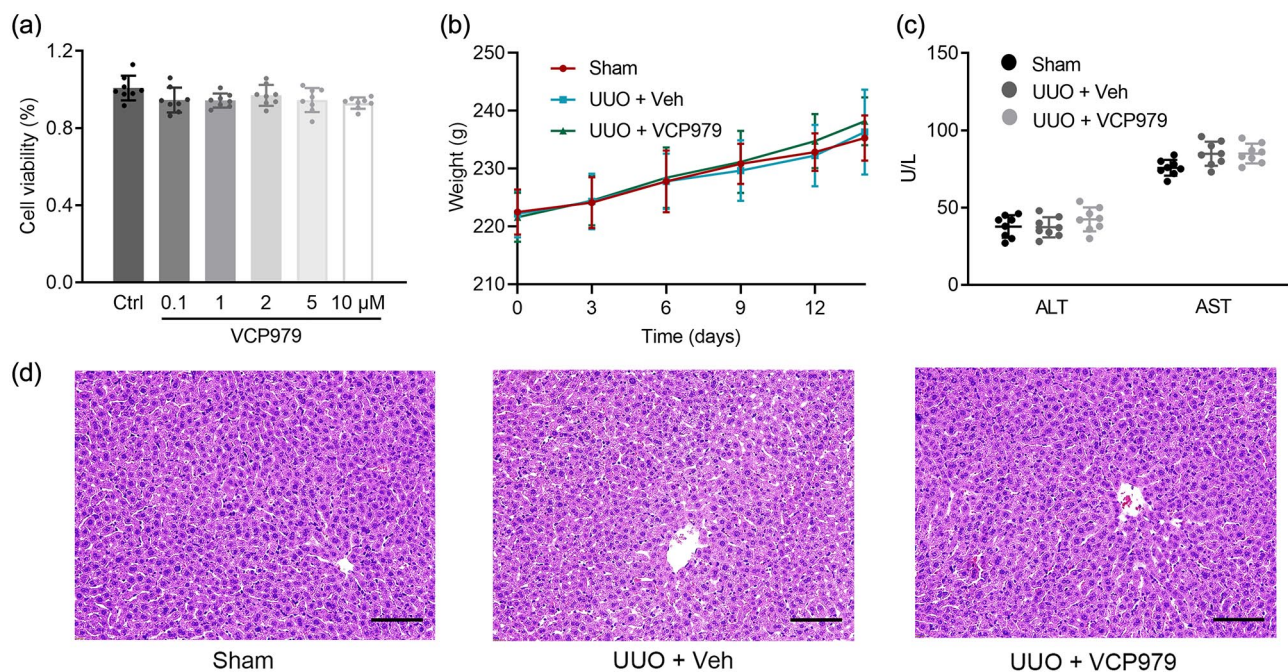 (a)
1.2
0.8
0.4
0.0
Cell viability (%)
Ctrl 0.1 1 2 5 10 μM
VCP979
(b)
250
240
230
220
210
Weight (g)
Sham
UUO + Veh
UUO + VCP979
0 3 6 9 12
Time (days)
(c)
150
100
50
0
U/L
Sham
UUO + Veh
UUO + VCP979
ALT AST
(d)
Sham
UUO + Veh
UUO + VCP979